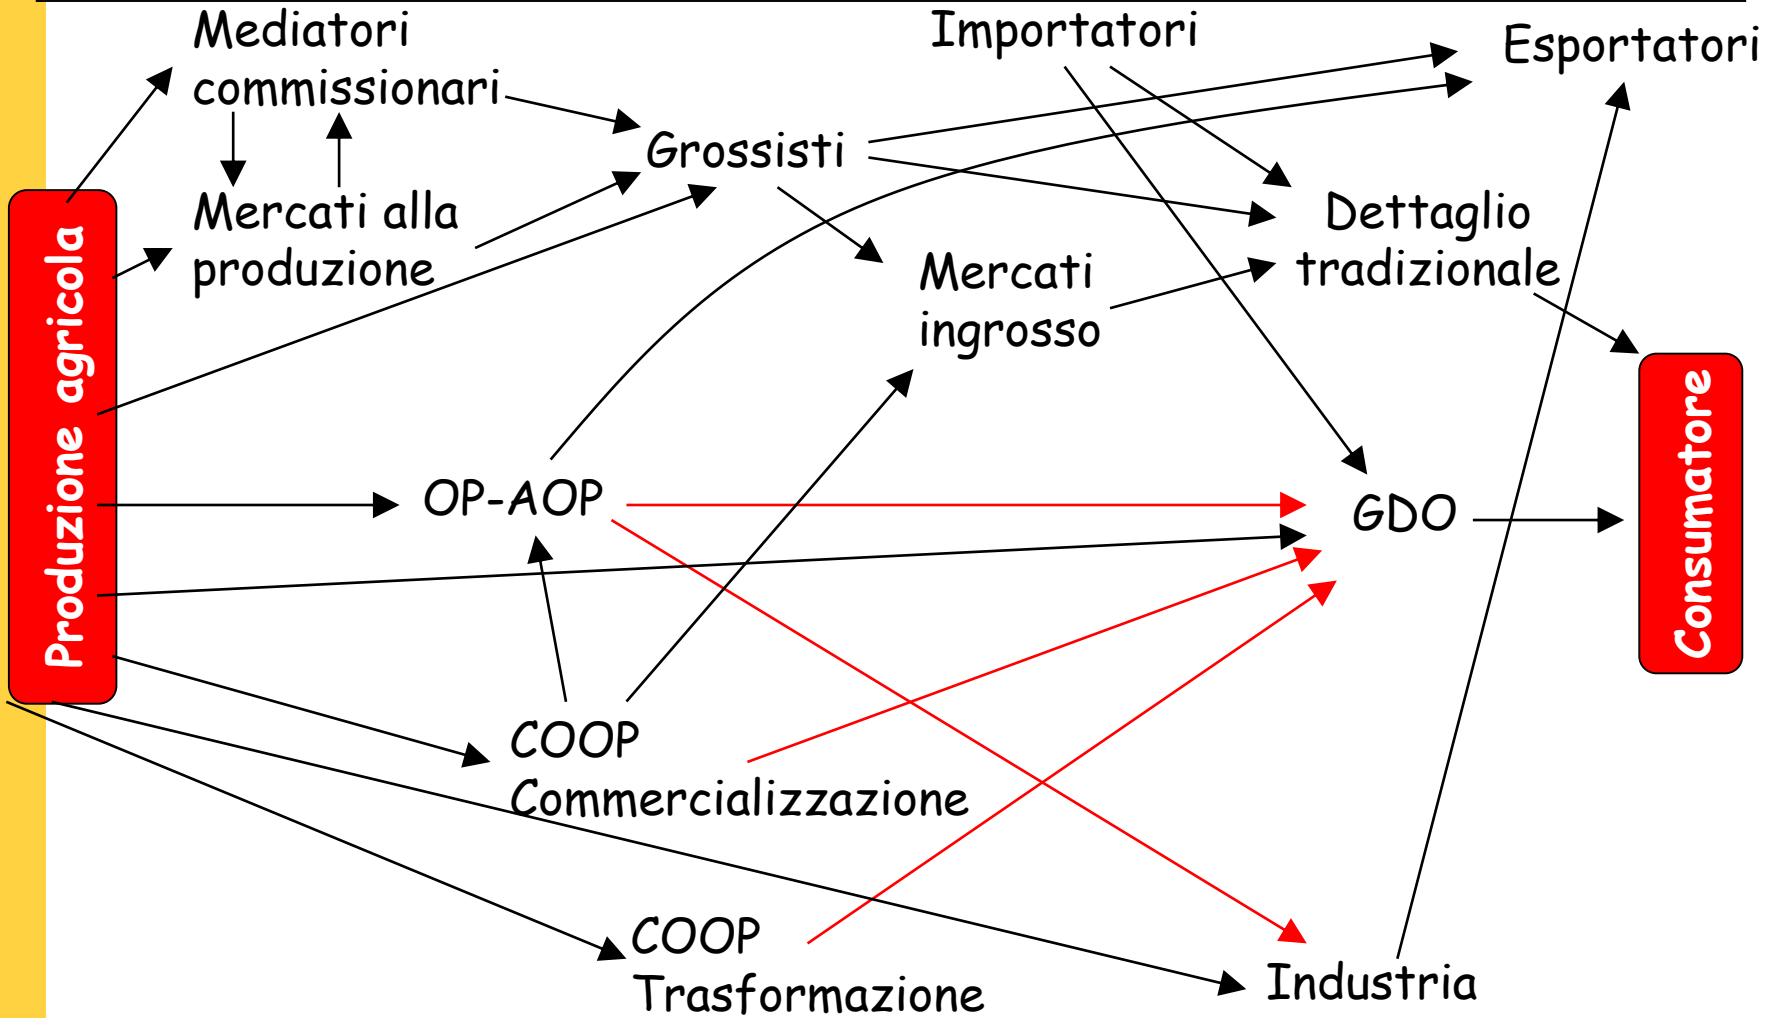 Mediatori
commissionari
Importatori
Esportatori
Grossisti
Mercati alla
produzione
Dettaglio
tradizionale
Mercati
ingrosso
Produzione agricola
OP-AOP
GDO
Consumatore
COOP
Commercializzazione
COOP
Trasformazione
Industria